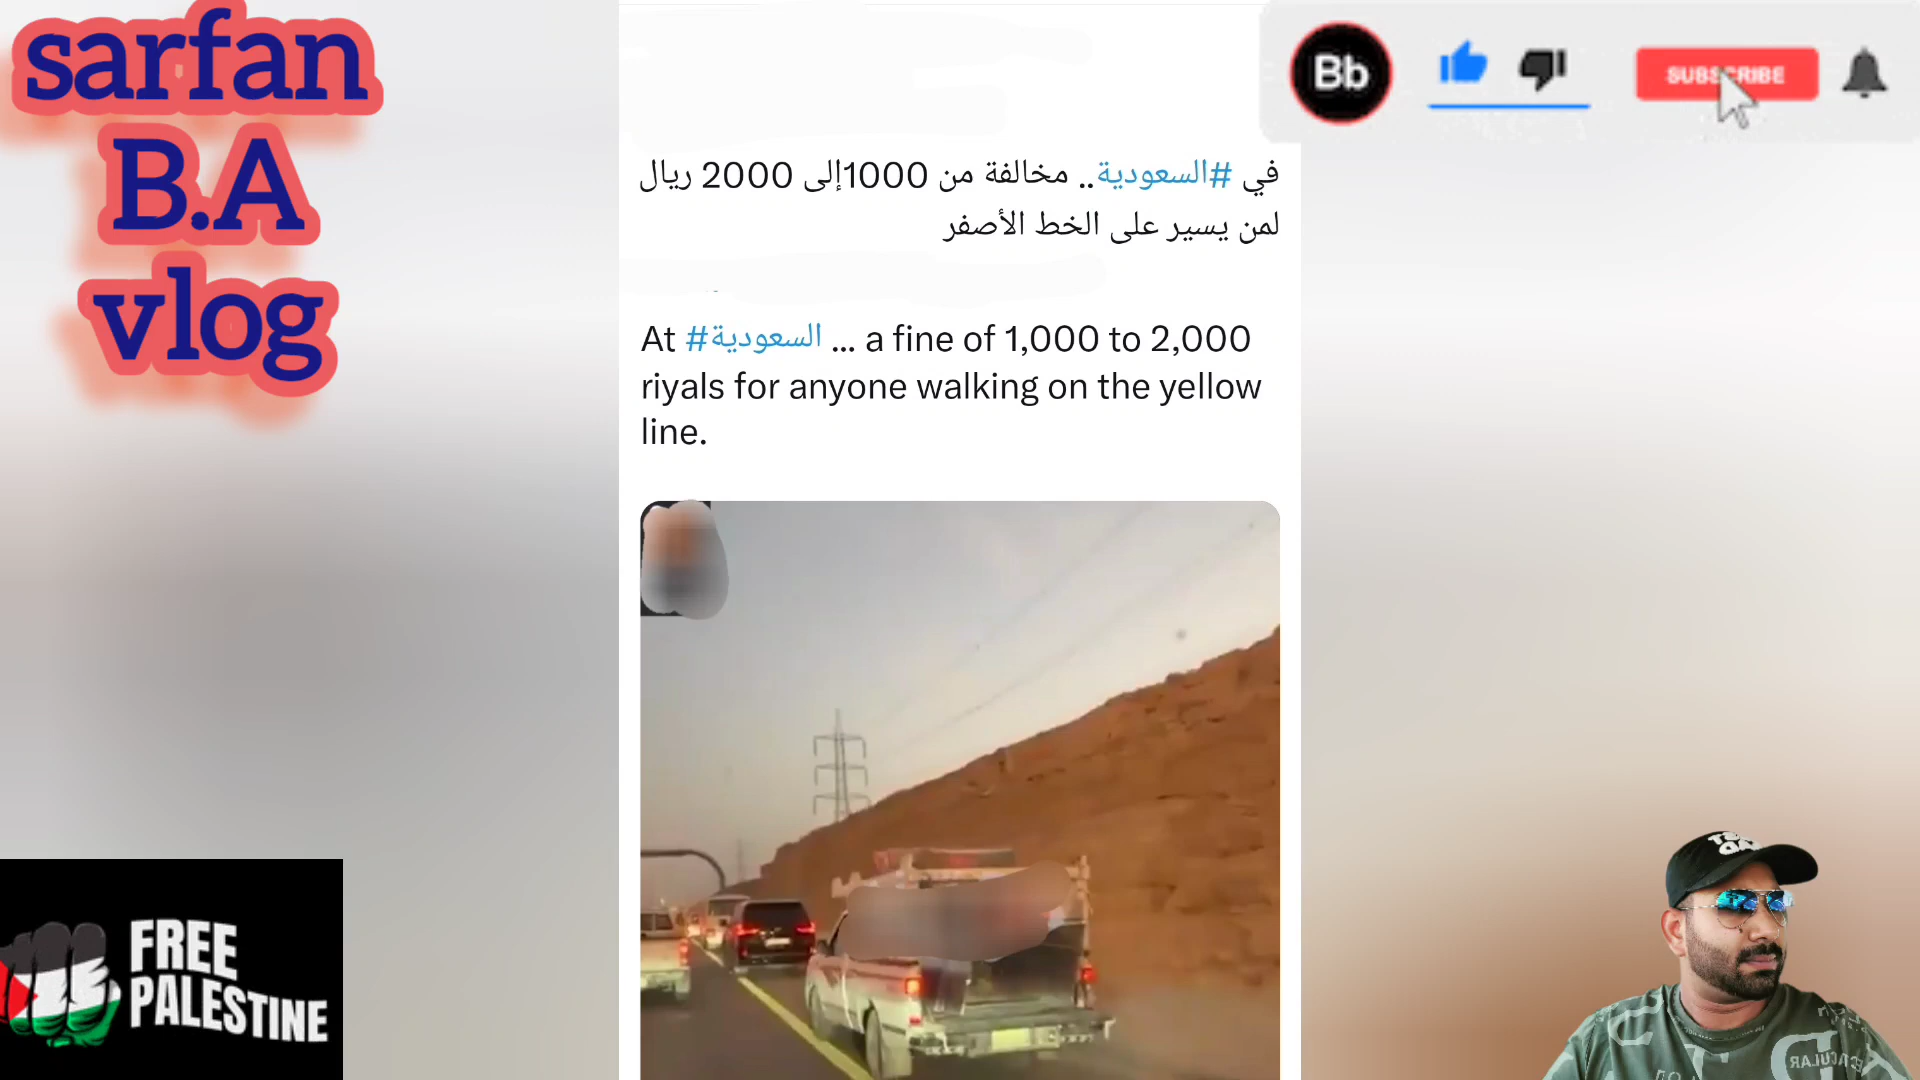 sarfan
B.A
vlog
Bb
SUBSCRIBE
في #السعودية.. مخالفة من 1000إلى 2000 ريال
لمن يسير على الخط الأصفر
At #السعودية ... a fine of 1,000 to 2,000
riyals for anyone walking on the yellow
line.
FREE
PALESTINE